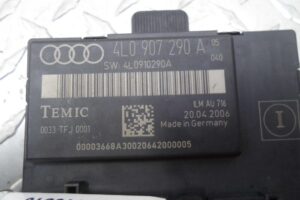 4L0 907 290 A 05
040
SW: 4L0910290A
TEMIC
ILM AU 716
20.04.2006
0033 TFJ 0001
Made in Germany
I
00003668A30020642000005